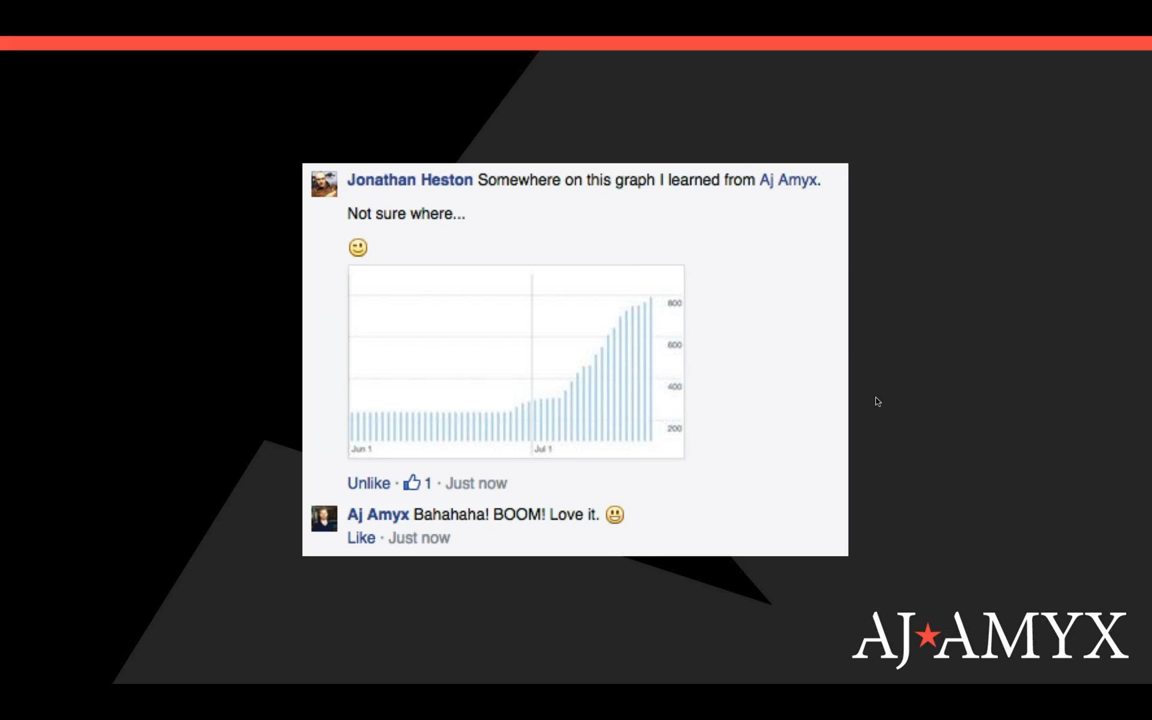 Jonathan Heston Somewhere on this graph I learned from Aj Amyx.
Not sure where...
800
600
400
200
Jun 1 Jul 1
Unlike · 1 · Just now
Aj Amyx Bahahaha! BOOM! Love it.
Like · Just now
AJ★AMYX